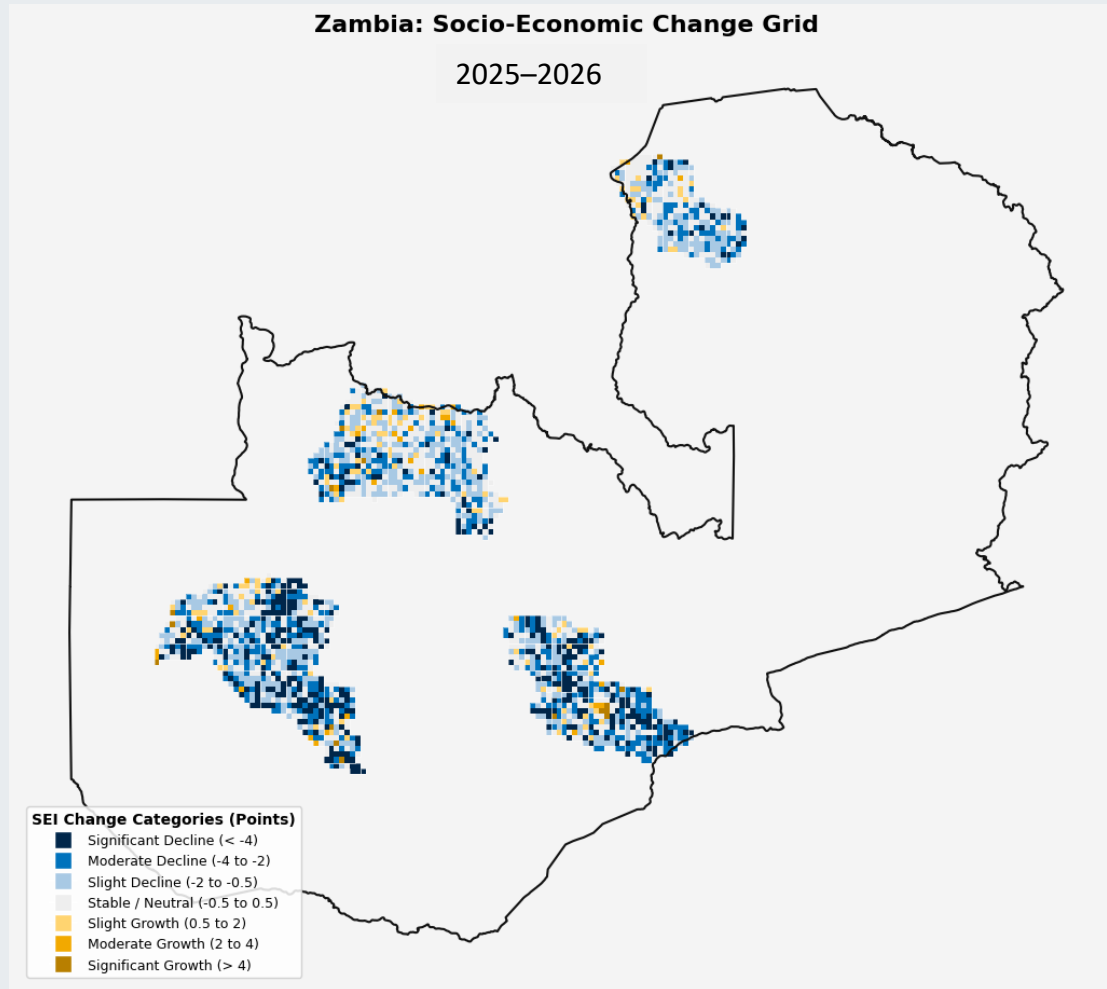 Zambia: Socio-Economic Change Grid
2025–2026
SEI Change Categories (Points)
Significant Decline (< -4)
Moderate Decline (-4 to -2)
Slight Decline (-2 to -0.5)
Stable / Neutral (-0.5 to 0.5)
Slight Growth (0.5 to 2)
Moderate Growth (2 to 4)
Significant Growth (> 4)